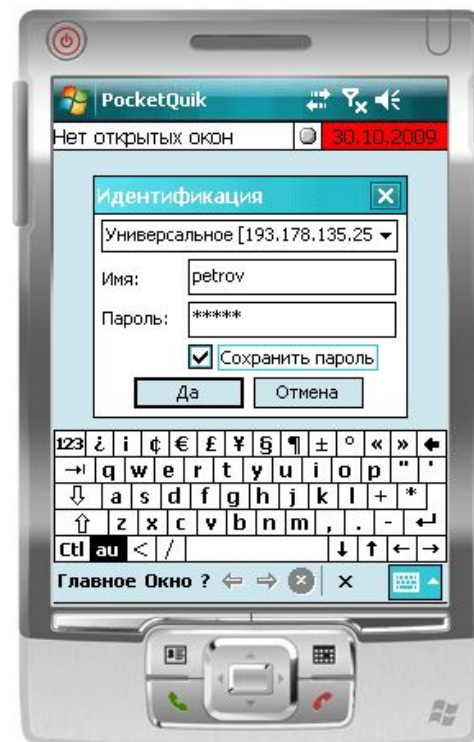 PocketQuik
Нет открытых окон 30.10.2009
Идентификация
Универсальное [193.178.135.25
Имя: petrov
Пароль: *****
Сохранить пароль
Да Отмена
123 ¿ ¡ ¢ € £ ¥ § ¶ ± ° « »
q w e r t y u i o p " '
a s d f g h j k l + *
z x c v b n m , . -
Ctl au < /
Главное Окно ?